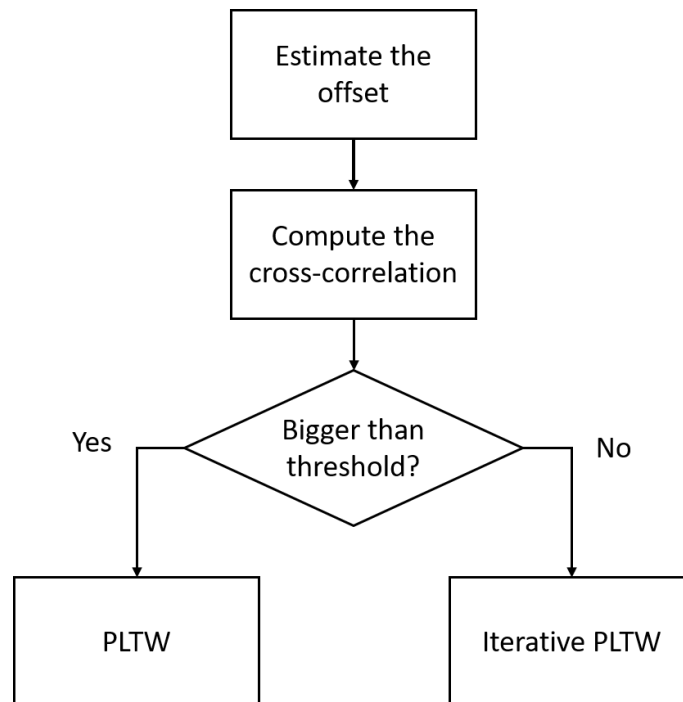 Estimate the
offset
Compute the
cross-correlation
Bigger than
threshold?
Yes
No
PLTW
Iterative PLTW